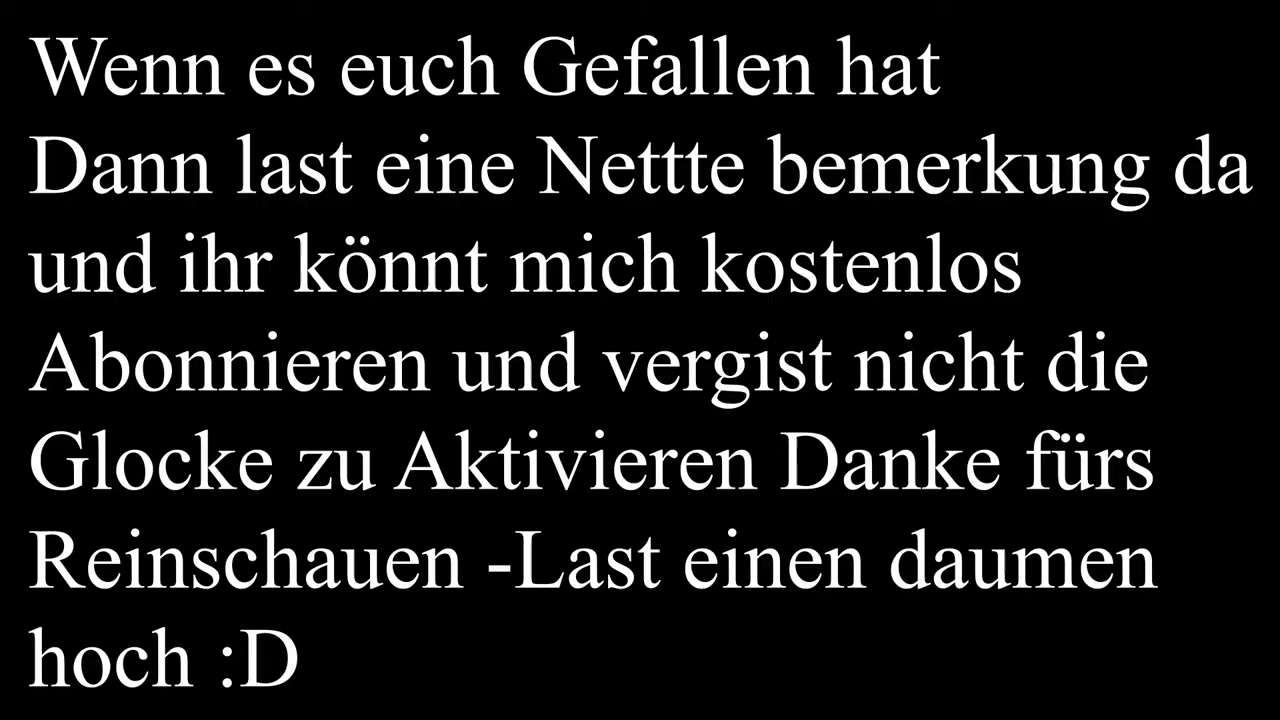 Wenn es euch Gefallen hat
Dann last eine Nettte bemerkung da
und ihr könnt mich kostenlos
Abonnieren und vergist nicht die
Glocke zu Aktivieren Danke fürs
Reinschauen -Last einen daumen
hoch :D